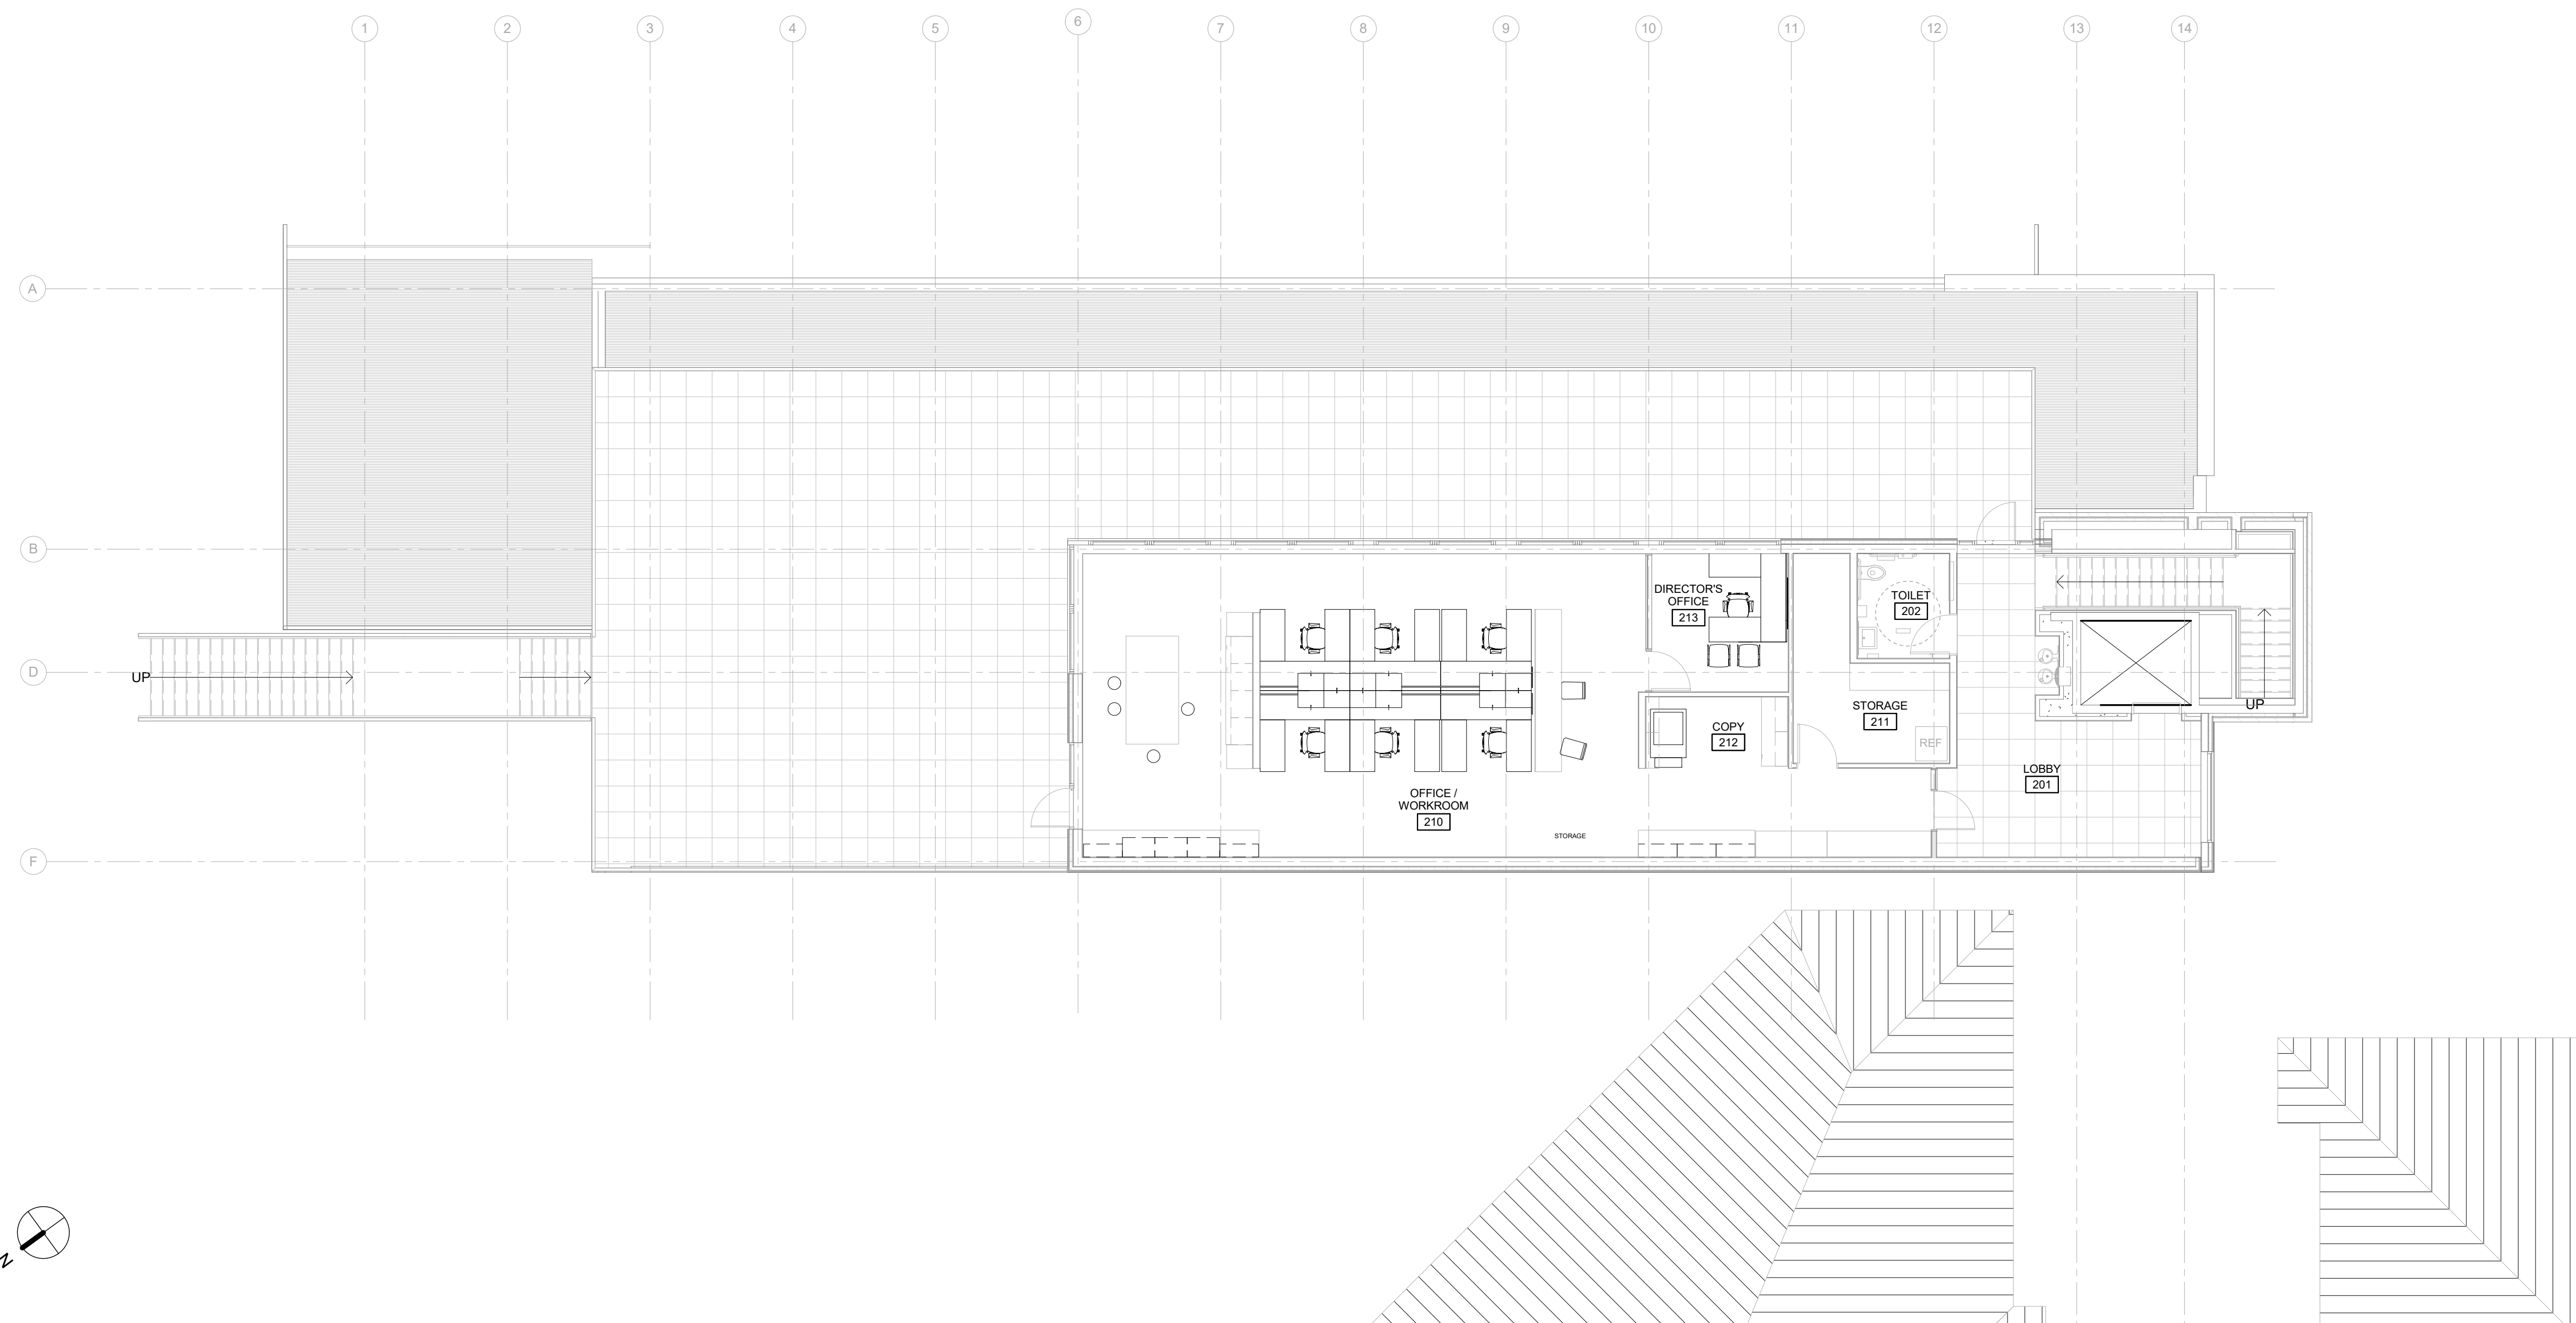 1 2 3 4 5 6 7 8 9 10 11 12 13 14
A
B
D
F
UP
DIRECTOR'S
OFFICE
213
TOILET
202
COPY
212
STORAGE
211
REF
UP
LOBBY
201
OFFICE /
WORKROOM
210
STORAGE
N